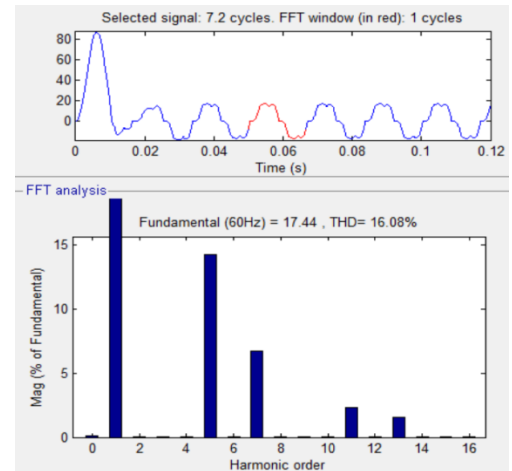 Selected signal: 7.2 cycles. FFT window (in red): 1 cycles
80
60
40
20
0
0 0.02 0.04 0.06 0.08 0.1 0.12
Time (s)
FFT analysis
Fundamental (60Hz) = 17.44 , THD= 16.08%
15
10
5
0
Mag (% of Fundamental)
0 2 4 6 8 10 12 14 16
Harmonic order